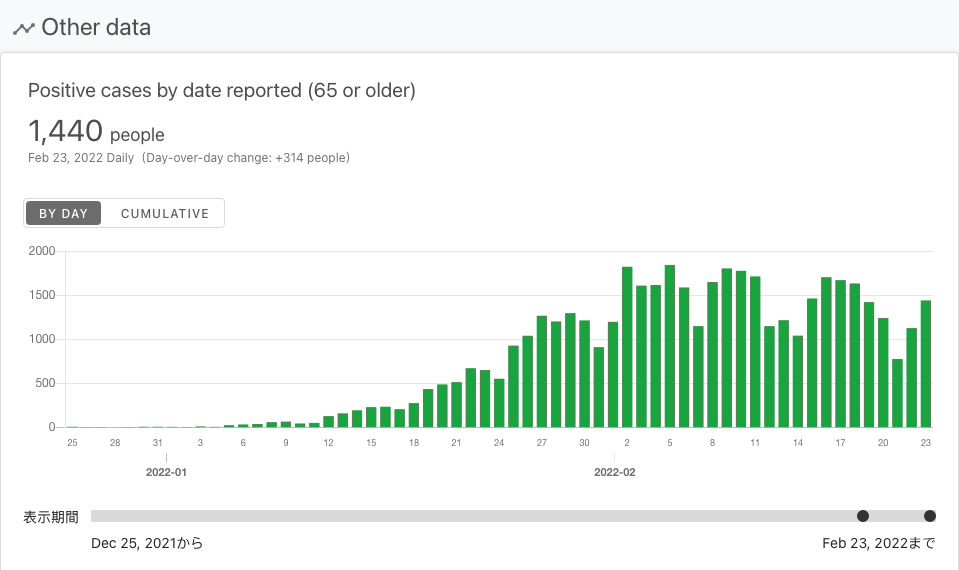 Other data
Positive cases by date reported (65 or older)
1,440 people
Feb 23, 2022 Daily (Day-over-day change: +314 people)
BY DAY CUMULATIVE
2000
1500
1000
500
0
25 28 31 3 6 9 12 15 18 21 24 27 30 2 5 8 11 14 17 20 23
2022-01 2022-02
表示期間
Dec 25, 2021から Feb 23, 2022まで